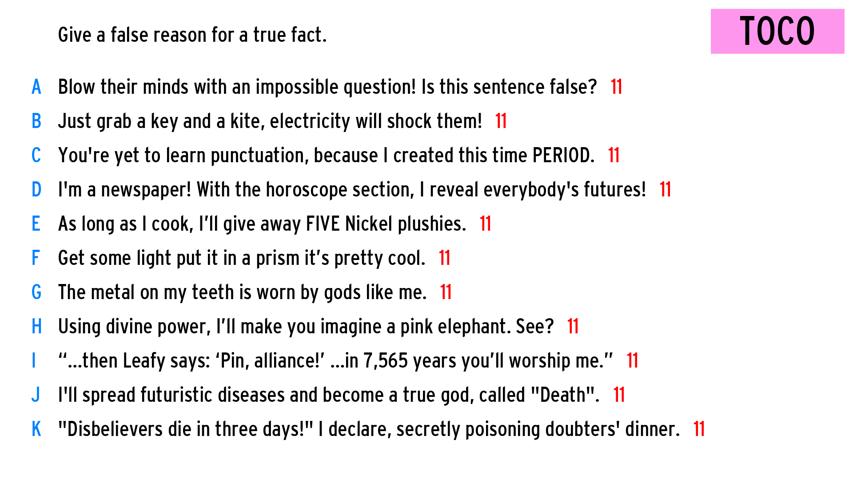 Give a false reason for a true fact.
TOCO
A Blow their minds with an impossible question! Is this sentence false? 11
B Just grab a key and a kite, electricity will shock them! 11
C You're yet to learn punctuation, because I created this time PERIOD. 11
D I'm a newspaper! With the horoscope section, I reveal everybody's futures! 11
E As long as I cook, I’ll give away FIVE Nickel plushies. 11
F Get some light put it in a prism it’s pretty cool. 11
G The metal on my teeth is worn by gods like me. 11
H Using divine power, I’ll make you imagine a pink elephant. See? 11
I “...then Leafy says: ‘Pin, alliance!’ ...in 7,565 years you’ll worship me.” 11
J I'll spread futuristic diseases and become a true god, called "Death". 11
K "Disbelievers die in three days!" I declare, secretly poisoning doubters' dinner. 11